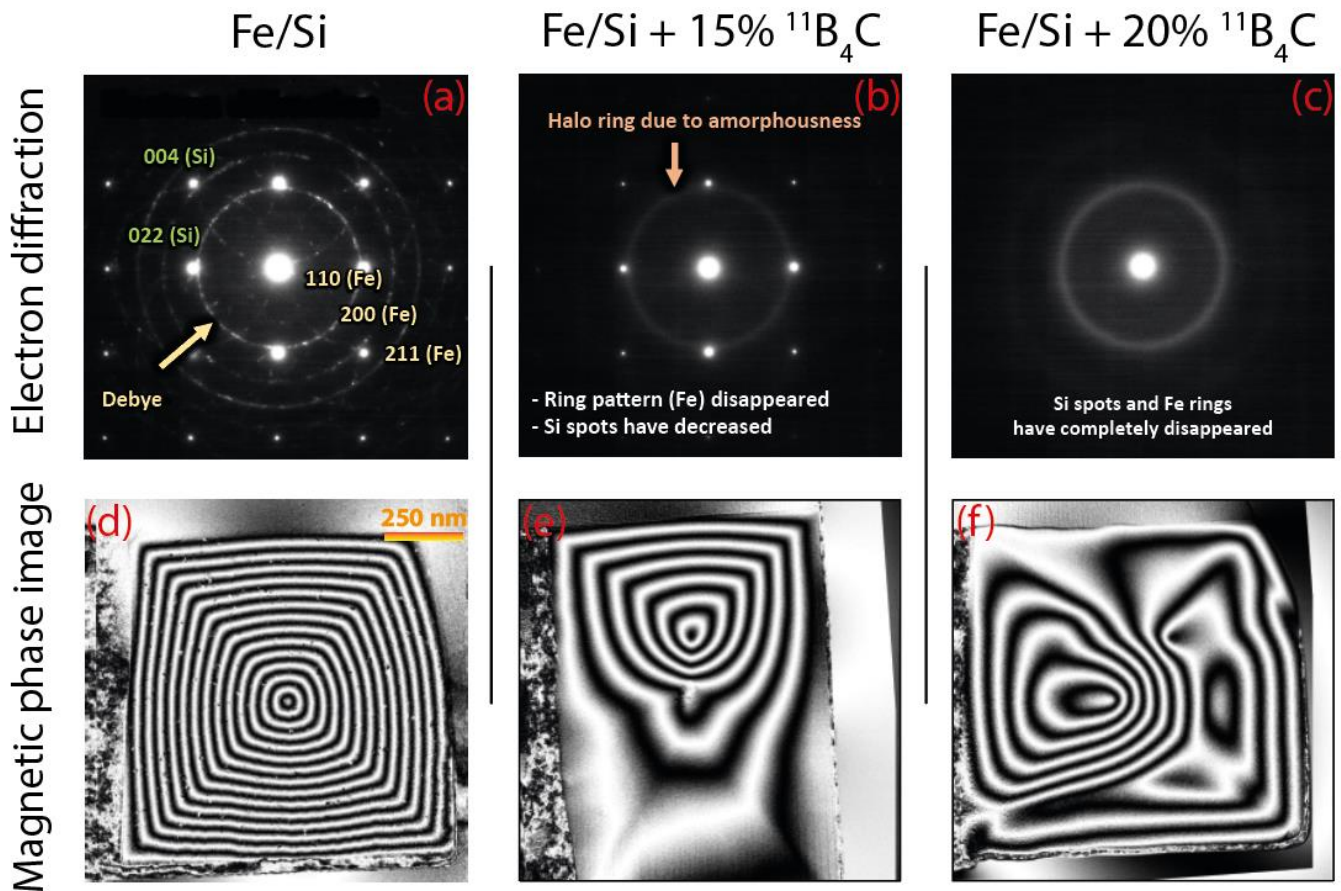 Fe/Si
Fe/Si + 15% ¹¹B₄C
Fe/Si + 20% ¹¹B₄C
Electron diffraction
(a)
004 (Si)
022 (Si)
110 (Fe)
200 (Fe)
211 (Fe)
Debye
(b)
Halo ring due to amorphousness
- Ring pattern (Fe) disappeared
- Si spots have decreased
(c)
Si spots and Fe rings
have completely disappeared
Magnetic phase image
(d)
250 nm
(e)
(f)